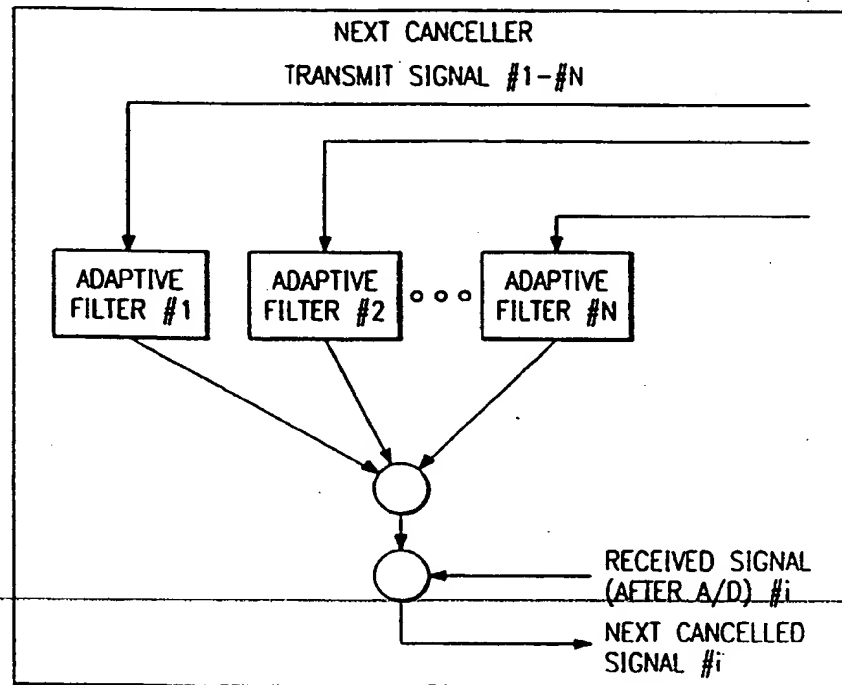 NEXT CANCELLER
TRANSMIT SIGNAL #1-#N
ADAPTIVE
FILTER #1
ADAPTIVE
FILTER #2
ADAPTIVE
FILTER #N
RECEIVED SIGNAL
(AFTER A/D) #i
NEXT CANCELLED
SIGNAL #i